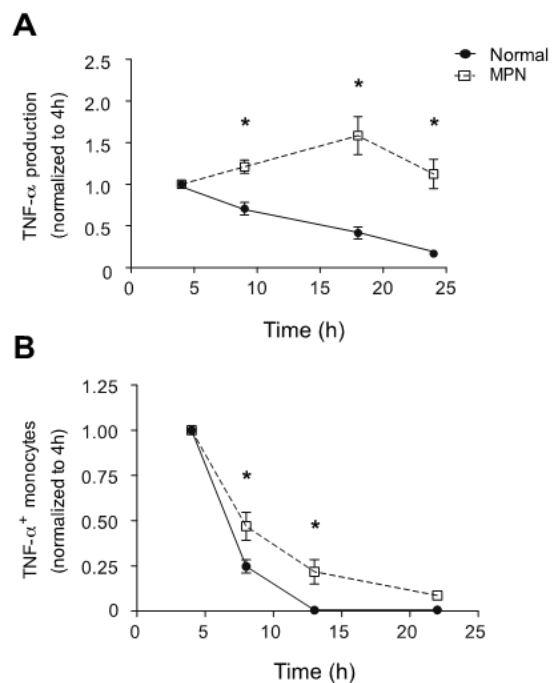 A
Normal
MPN
TNF-α production
(normalized to 4h)
2.5
2.0
1.5
1.0
0.5
0
0 5 10 15 20 25
Time (h)
* * *
B
TNF-α+ monocytes
(normalized to 4h)
1.25
1.00
0.75
0.50
0.25
0
0 5 10 15 20 25
Time (h)
* *